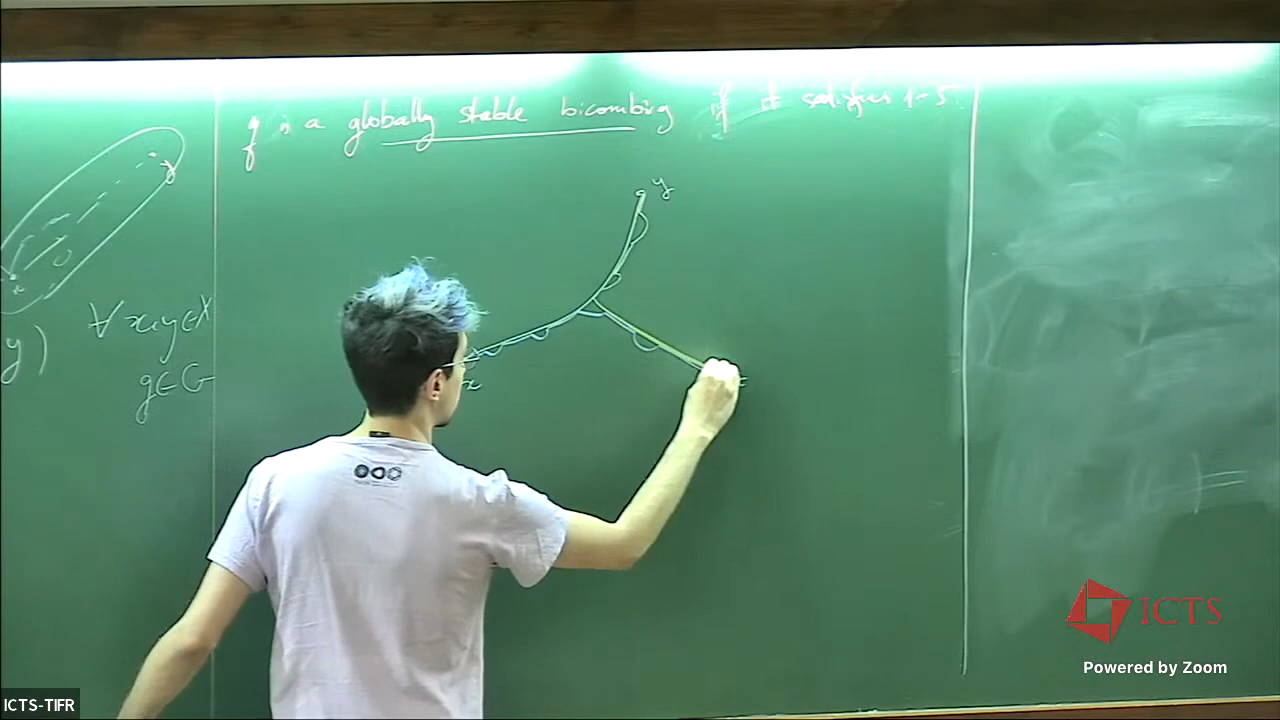 q is a globally stable bicombing if it satisfies 1-5
y
y
x
y)
∀ x,y∈X
g∈G
x
z
ICTS
Powered by Zoom
ICTS-TIFR